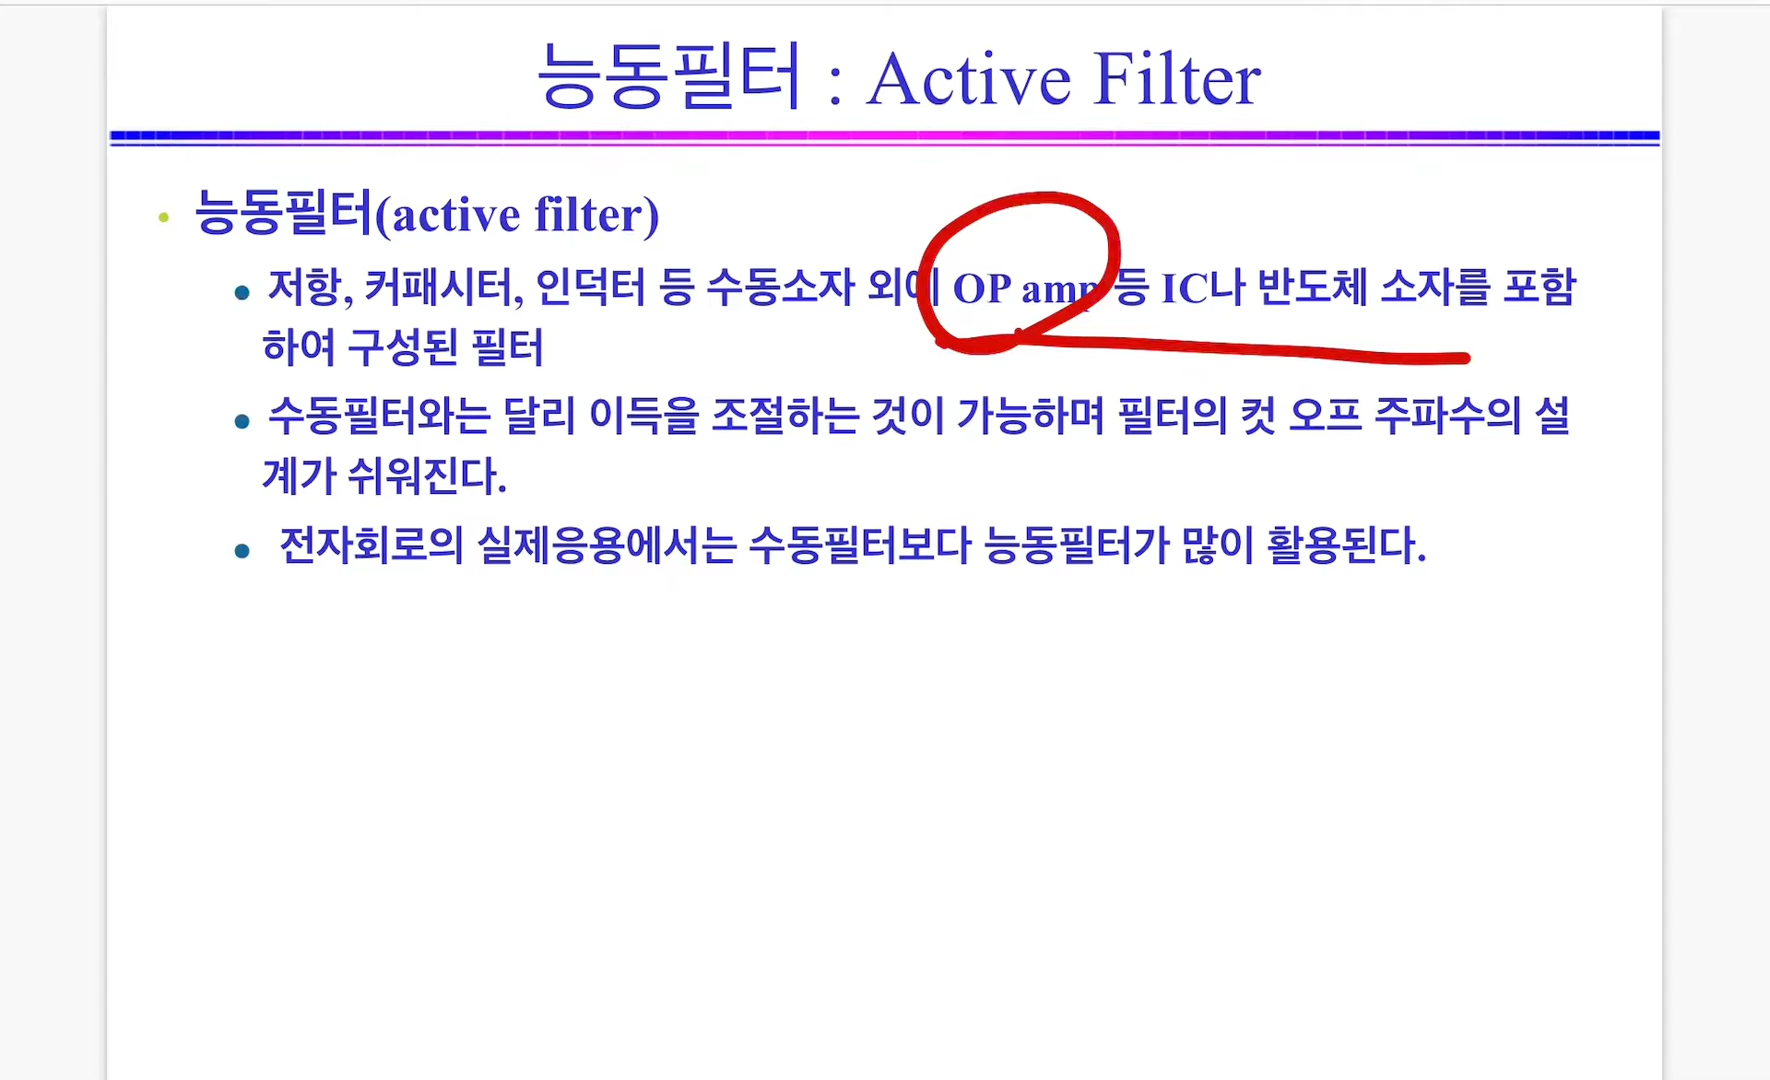 능동필터 : Active Filter
• 능동필터(active filter)
• 저항, 커패시터, 인덕터 등 수동소자 외에 OP amp 등 IC나 반도체 소자를 포함
하여 구성된 필터
• 수동필터와는 달리 이득을 조절하는 것이 가능하며 필터의 컷 오프 주파수의 설
계가 쉬워진다.
• 전자회로의 실제응용에서는 수동필터보다 능동필터가 많이 활용된다.